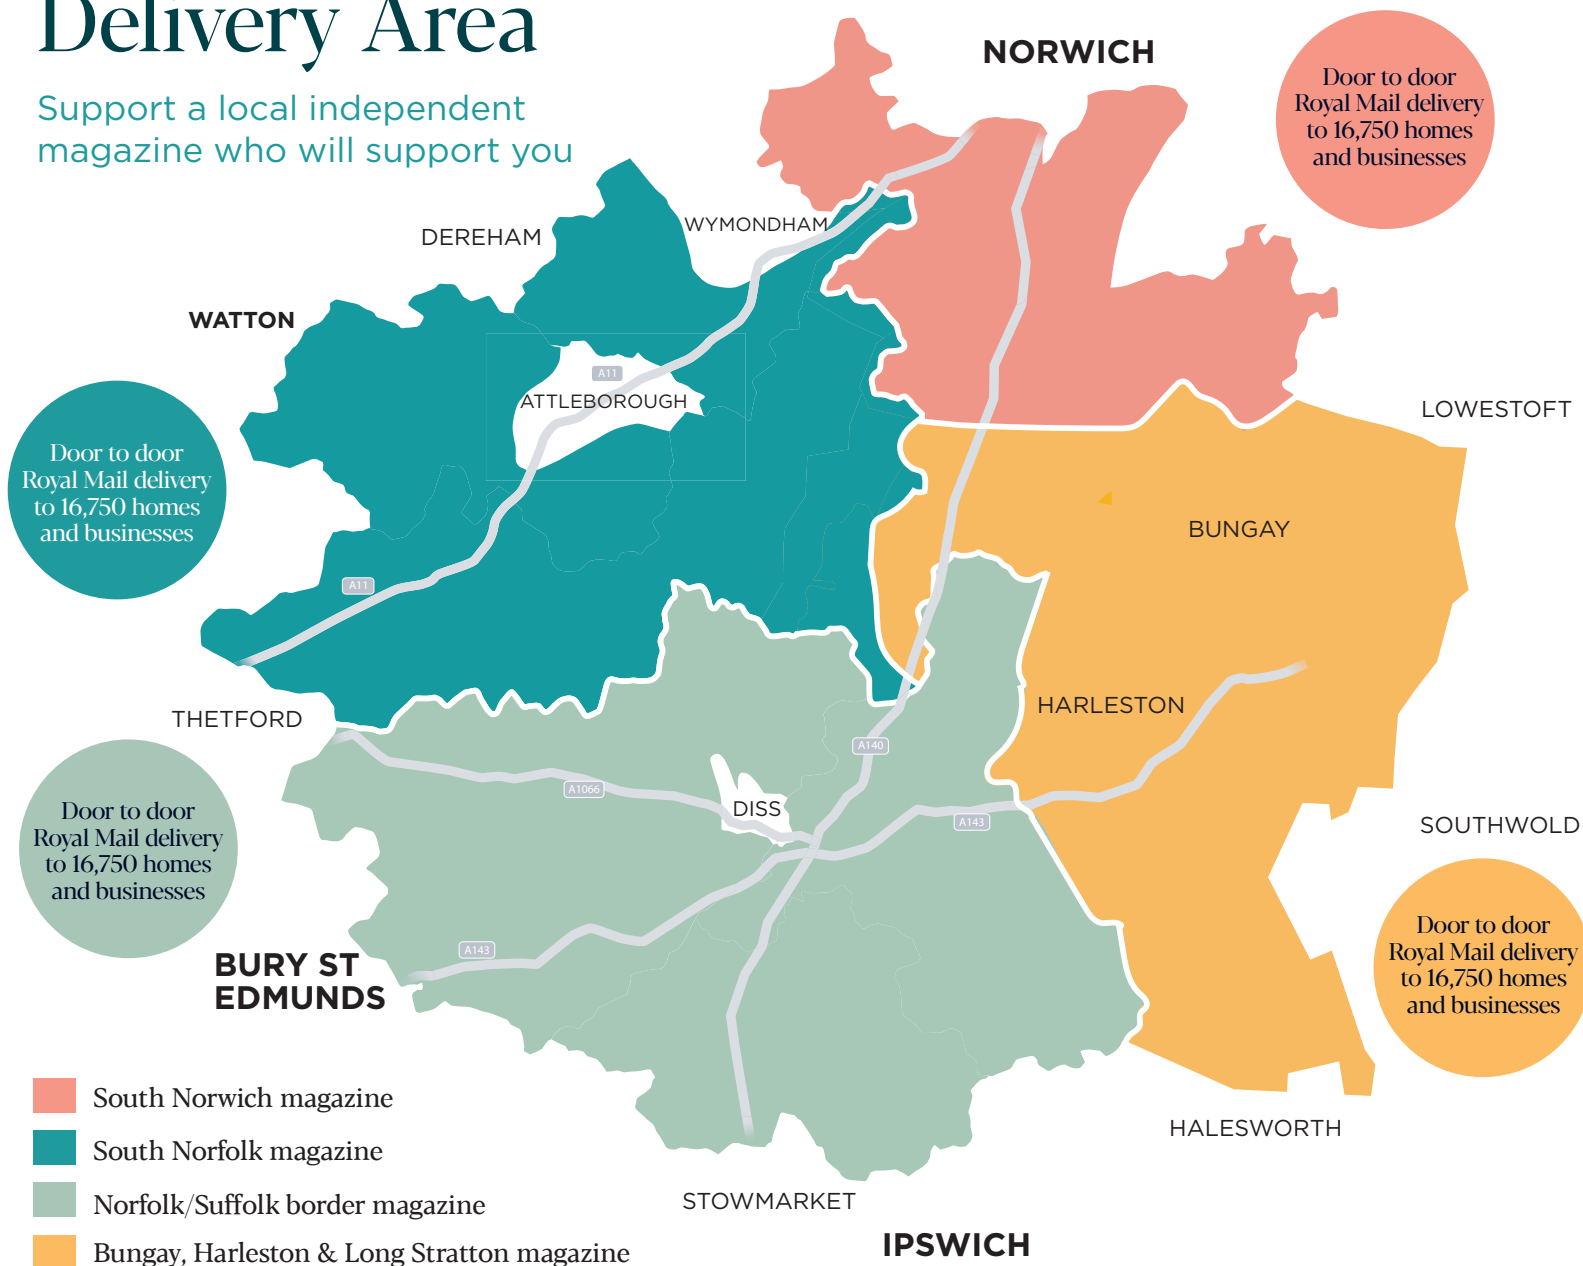 Delivery Area
Support a local independent
magazine who will support you
NORWICH
Door to door
Royal Mail delivery
to 16,750 homes
and businesses
DEREHAM
WYMONDHAM
WATTON
A11
ATTLEBOROUGH
LOWESTOFT
Door to door
Royal Mail delivery
to 16,750 homes
and businesses
BUNGAY
A11
THETFORD
HARLESTON
A140
A1066
DISS
A143
SOUTHWOLD
Door to door
Royal Mail delivery
to 16,750 homes
and businesses
Door to door
Royal Mail delivery
to 16,750 homes
and businesses
A143
BURY ST
EDMUNDS
South Norwich magazine
South Norfolk magazine
Norfolk/Suffolk border magazine
Bungay, Harleston & Long Stratton magazine
HALESWORTH
STOWMARKET
IPSWICH